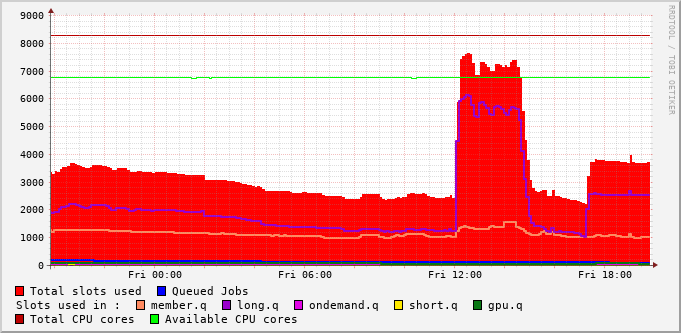 9000
8000
7000
6000
5000
4000
3000
2000
1000
0
Fri 00:00 Fri 06:00 Fri 12:00 Fri 18:00
RRDTOOL / TOBI OETIKER
Total slots used Queued Jobs
Slots used in : member.q long.q ondemand.q short.q gpu.q
Total CPU cores Available CPU cores